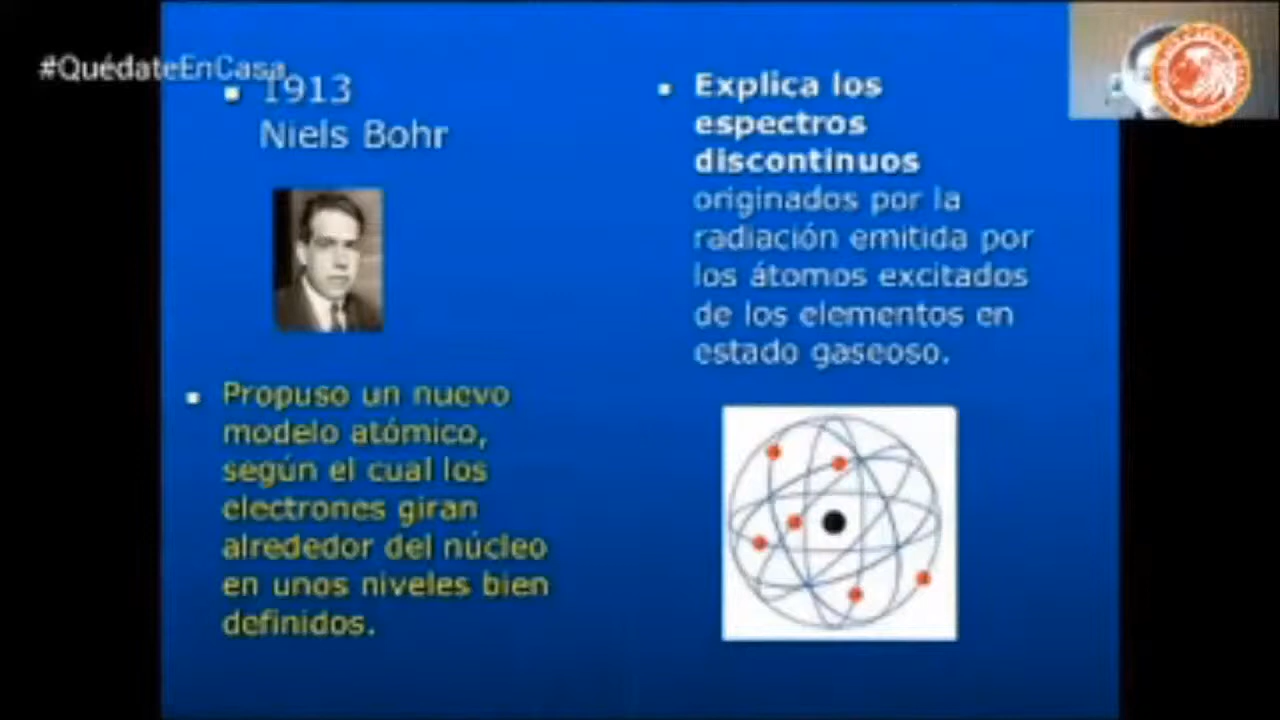 #QuédateEnCasa
1913
Niels Bohr
Propuso un nuevo
modelo atómico,
según el cual los
electrones giran
alrededor del núcleo
en unos niveles bien
definidos.
Explica los
espectros
discontinuos
originados por la
radiación emitida por
los átomos excitados
de los elementos en
estado gaseoso.